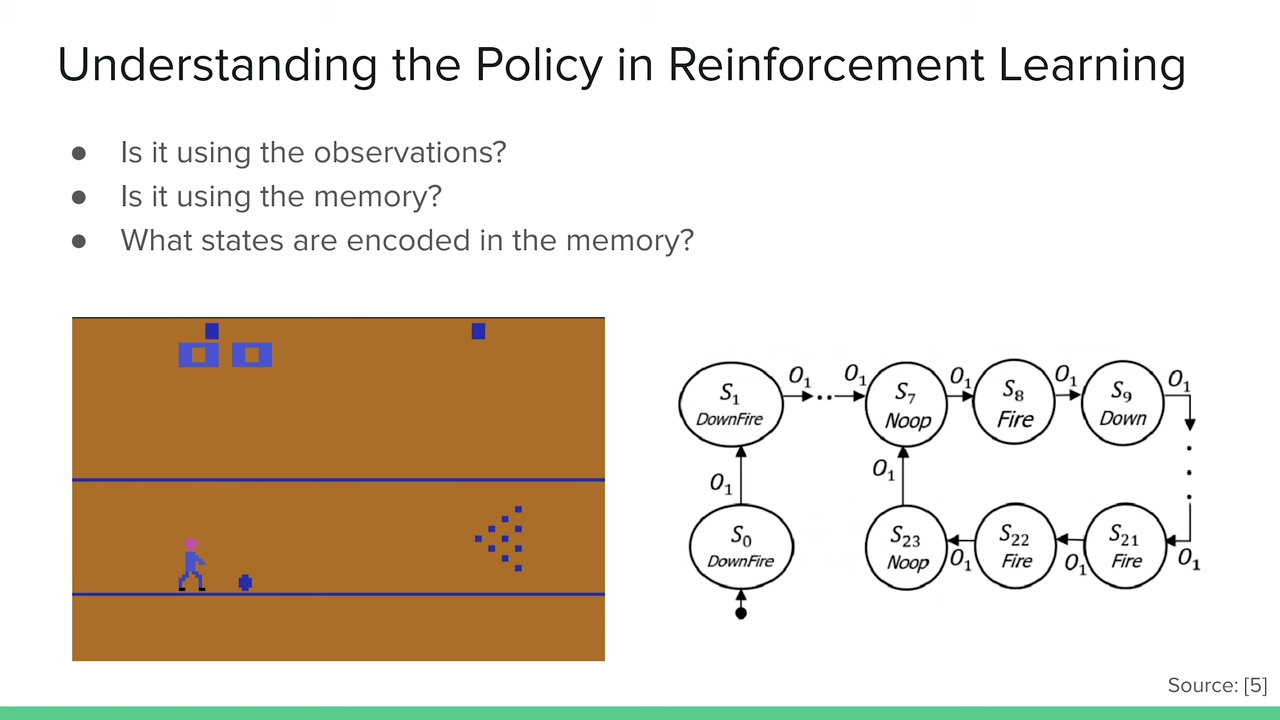 Understanding the Policy in Reinforcement Learning
● Is it using the observations?
● Is it using the memory?
● What states are encoded in the memory?
0 0
S₁
DownFire
O₁
O₁
S₇
Noop
O₁
S₈
Fire
O₁
S₉
Down
O₁
O₁
O₁
S₀
DownFire
S₂₃
Noop
O₁
S₂₂
Fire
O₁
S₂₁
Fire
O₁
Source: [5]